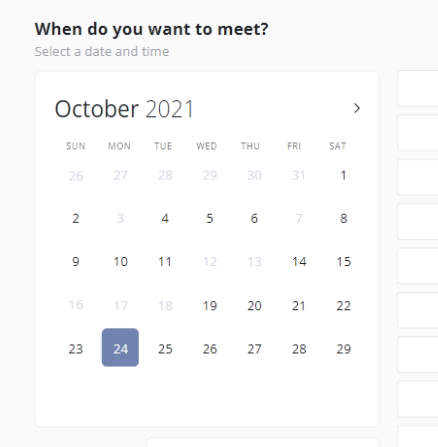 When do you want to meet?
Select a date and time
October 2021
SUN MON TUE WED THU FRI SAT
26 27 28 29 30 31 1
2 3 4 5 6 7 8
9 10 11 12 13 14 15
16 17 18 19 20 21 22
23 24 25 26 27 28 29